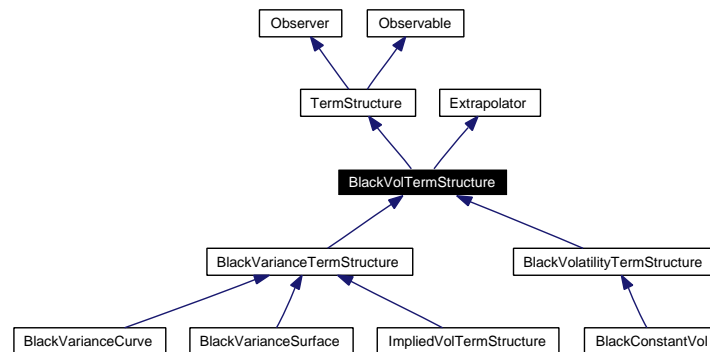 Observer
Observable
TermStructure
Extrapolator
BlackVolTermStructure
BlackVarianceTermStructure
BlackVolatilityTermStructure
BlackVarianceCurve
BlackVarianceSurface
ImpliedVolTermStructure
BlackConstantVol